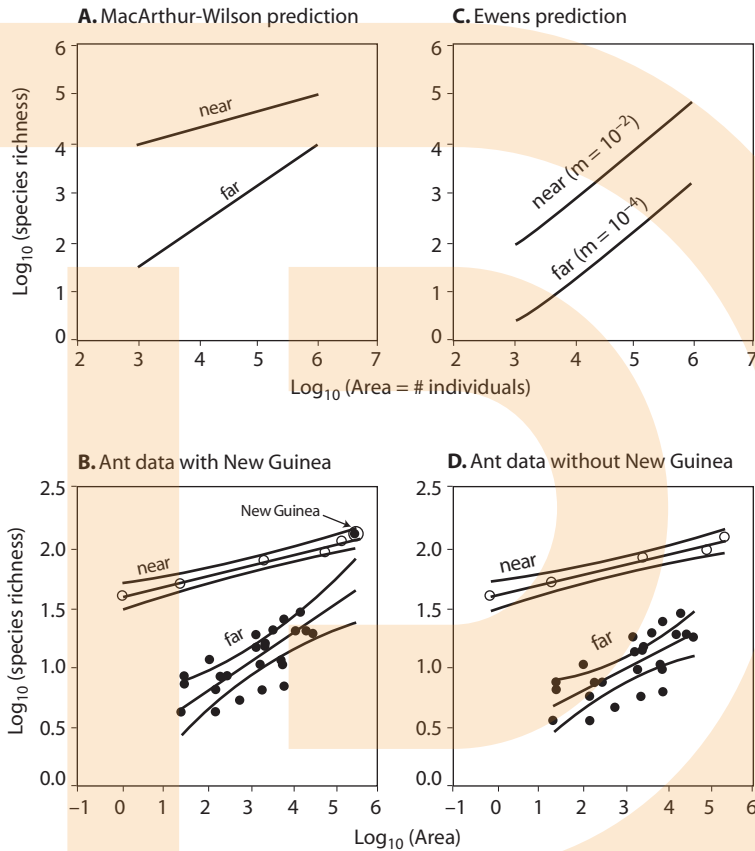 A. MacArthur-Wilson prediction
Log₁₀ (species richness)
6
5
4
3
2
1
0
near
far
2 3 4 5 6 7
C. Ewens prediction
6
5
4
3
2
1
0
near (m = 10⁻²)
far (m = 10⁻⁴)
2 3 4 5 6 7
Log₁₀ (Area = # individuals)
B. Ant data with New Guinea
Log₁₀ (species richness)
2.5
2.0
1.5
1.0
0.5
0.0
New Guinea
near
far
–1 0 1 2 3 4 5 6
D. Ant data without New Guinea
2.5
2.0
1.5
1.0
0.5
0.0
near
far
–1 0 1 2 3 4 5 6
Log₁₀ (Area)